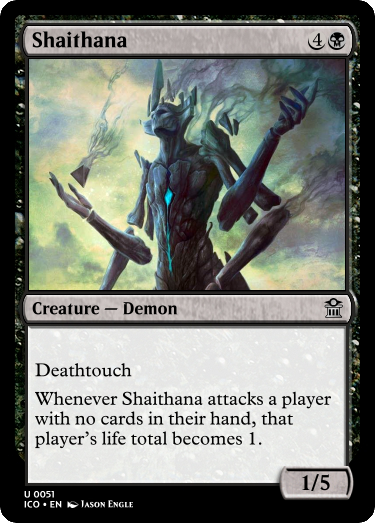 Shaithana 4
Creature — Demon
Deathtouch
Whenever Shaithana attacks a player
with no cards in their hand, that
player's life total becomes 1.
1/5
U 0051
ICO • EN Jason Engle